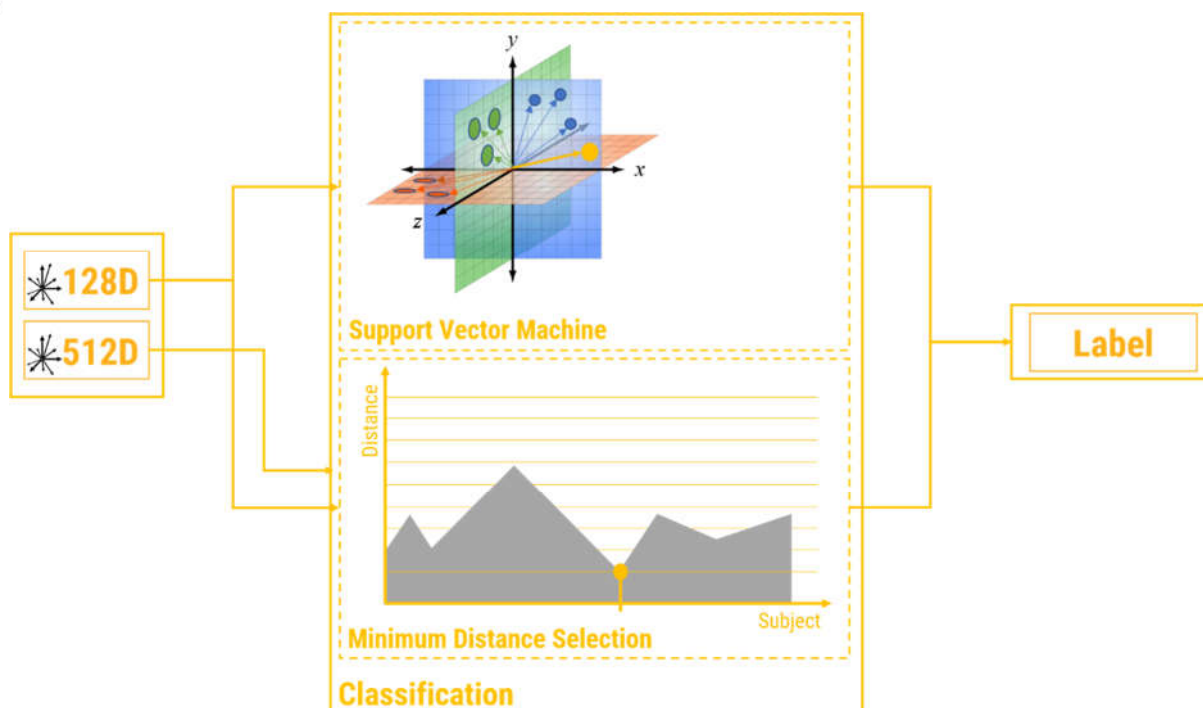 y
x
z
128D
512D
Support Vector Machine
Label
Distance
Subject
Minimum Distance Selection
Classification